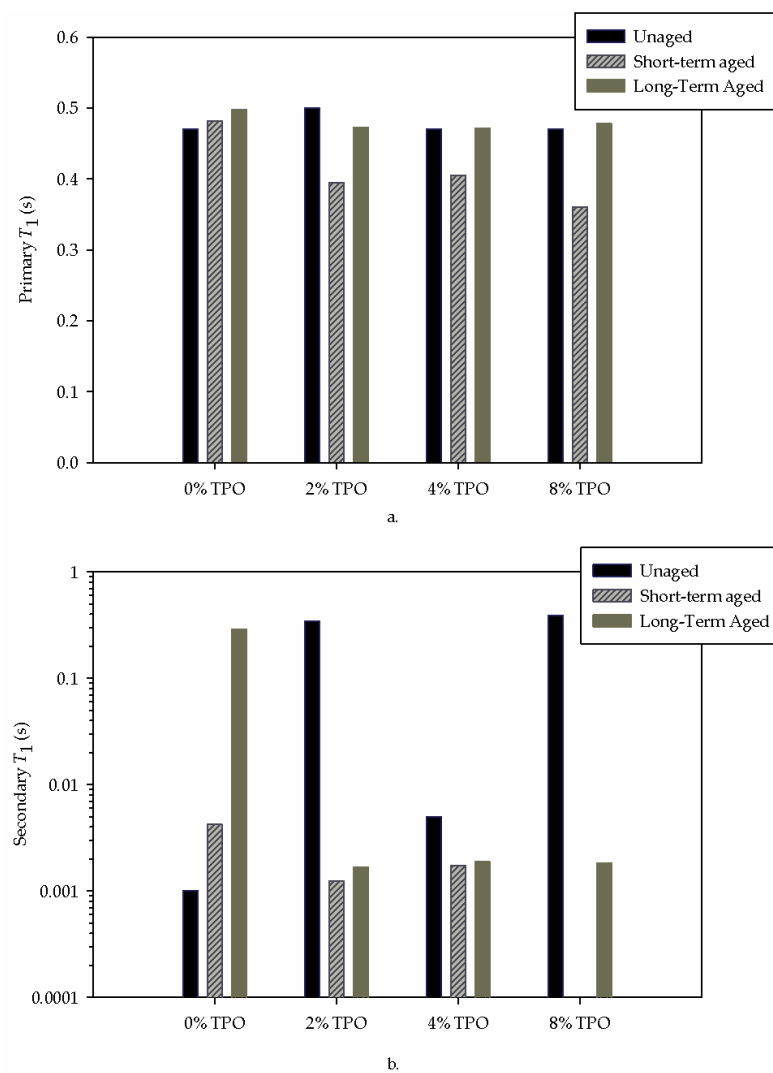 Unaged
Short-term aged
Long-Term Aged
0.6
0.5
0.4
0.3
0.2
0.1
0.0
Primary T1 (s)
0% TPO 2% TPO 4% TPO 8% TPO
a.
Unaged
Short-term aged
Long-Term Aged
1
0.1
0.01
0.001
0.0001
Secondary T1 (s)
0% TPO 2% TPO 4% TPO 8% TPO
b.